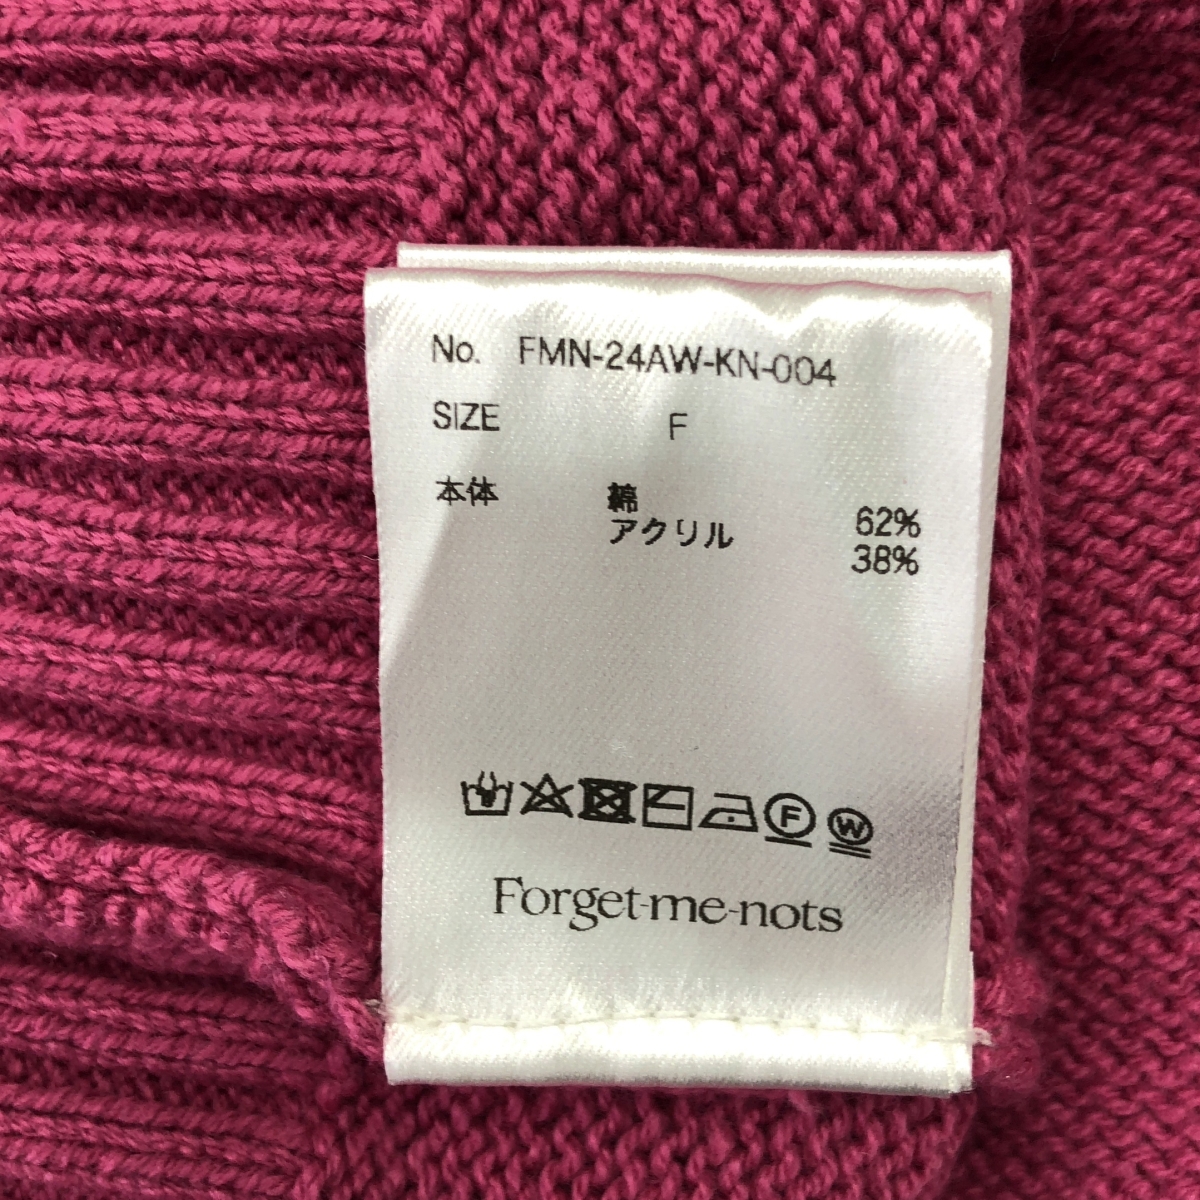 No. FMN-24AW-KN-004
SIZE F
本体 綿 62%
アクリル 38%
F W
Forget-me-nots